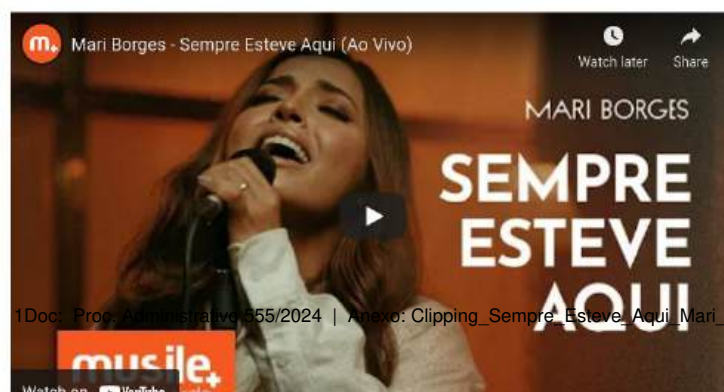 m+ Mari Borges - Sempre Esteve Aqui (Ao Vivo)
Watch later Share
MARI BORGES
SEMPRE
ESTEVE
AQUI
1Doc: Proc. Administrativo 555/2024 | Anexo: Clipping_Sempre_Esteve_Aqui_Mari_
musile+
Watch on YouTube